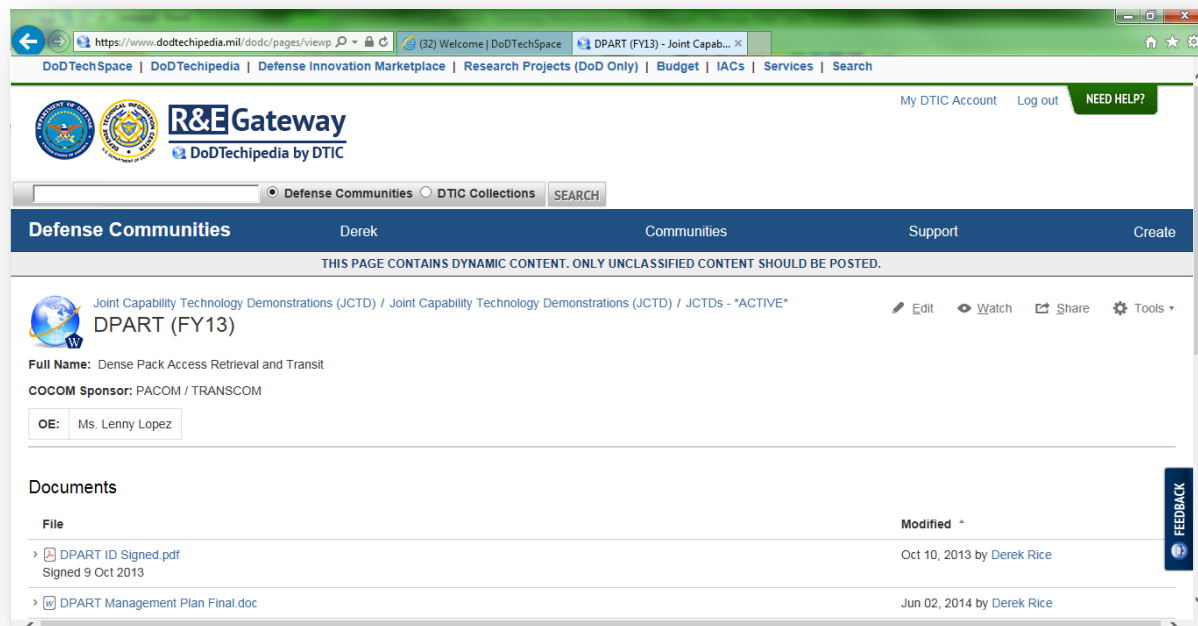 https://www.dodtechipedia.mil/dodc/pages/viewp
(32) Welcome | DoDTechSpace
DPART (FY13) - Joint Capab...
DoDTechSpace | DoDTechipedia | Defense Innovation Marketplace | Research Projects (DoD Only) | Budget | IACs | Services | Search
My DTIC Account Log out NEED HELP?
R&E Gateway
DoDTechipedia by DTIC
Defense Communities DTIC Collections SEARCH
Defense Communities Derek Communities Support Create
THIS PAGE CONTAINS DYNAMIC CONTENT. ONLY UNCLASSIFIED CONTENT SHOULD BE POSTED.
Joint Capability Technology Demonstrations (JCTD) / Joint Capability Technology Demonstrations (JCTD) / JCTDs - *ACTIVE*
Edit Watch Share Tools
DPART (FY13)
W
Full Name: Dense Pack Access Retrieval and Transit
COCOM Sponsor: PACOM / TRANSCOM
OE: Ms. Lenny Lopez
Documents
FEEDBACK
File Modified
DPART ID Signed.pdf Oct 10, 2013 by Derek Rice
Signed 9 Oct 2013
DPART Management Plan Final.doc Jun 02, 2014 by Derek Rice